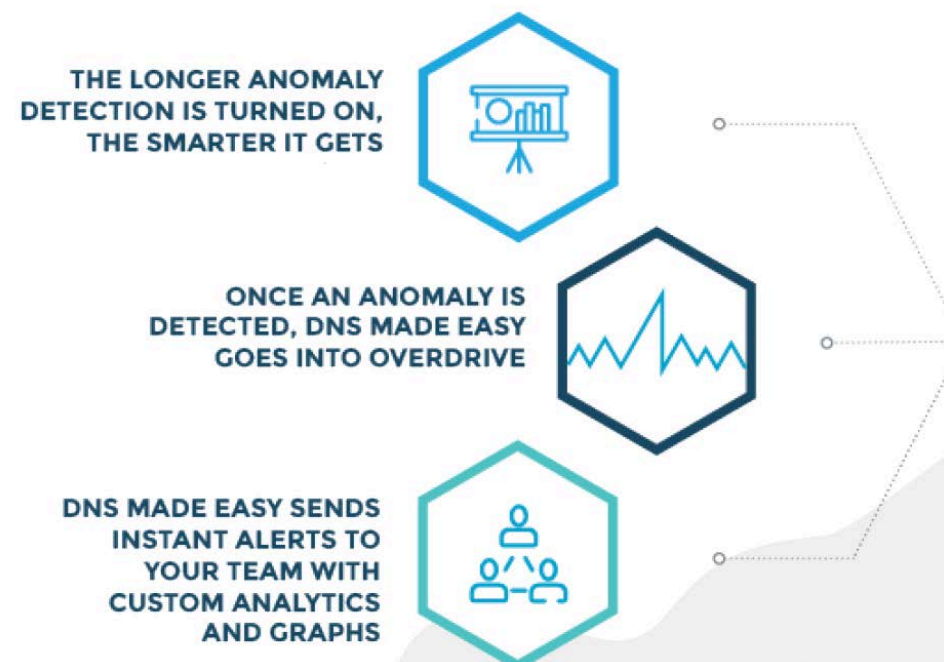 THE LONGER ANOMALY
DETECTION IS TURNED ON,
THE SMARTER IT GETS
ONCE AN ANOMALY IS
DETECTED, DNS MADE EASY
GOES INTO OVERDRIVE
DNS MADE EASY SENDS
INSTANT ALERTS TO
YOUR TEAM WITH
CUSTOM ANALYTICS
AND GRAPHS